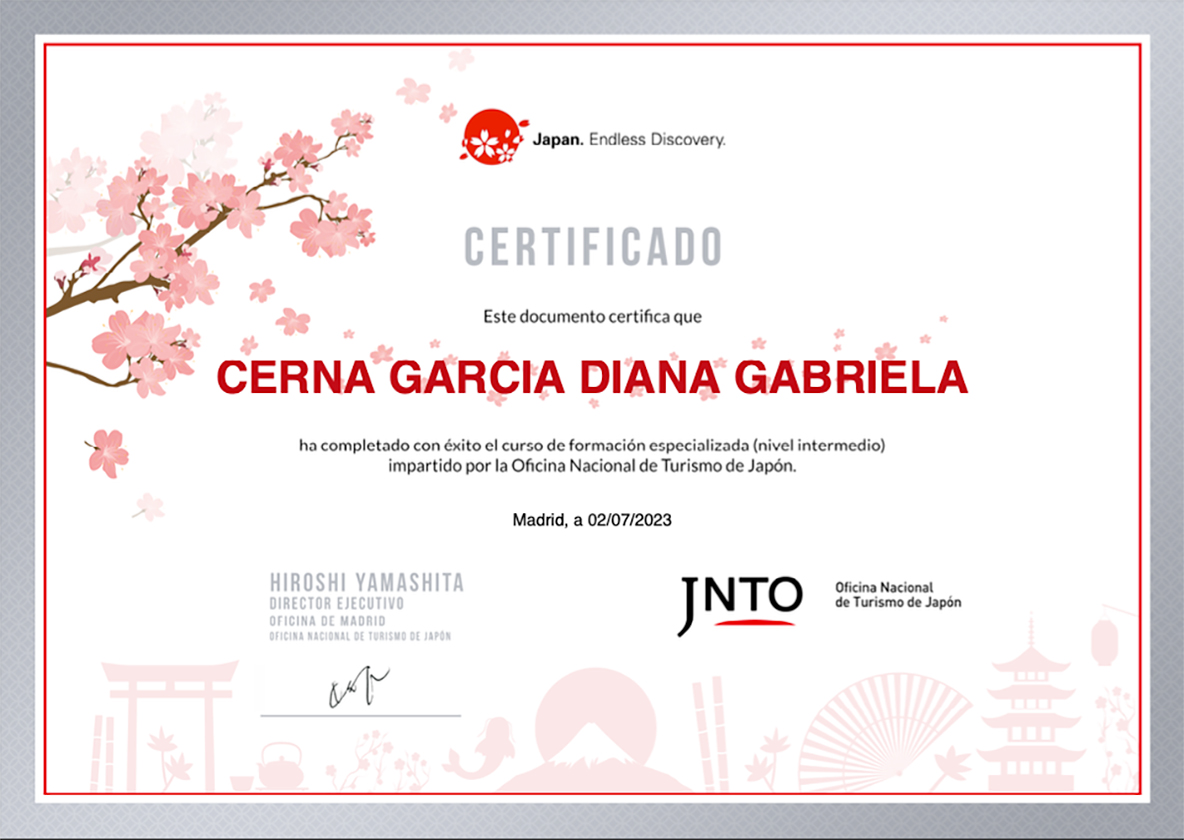 Japan. Endless Discovery.
CERTIFICADO
Este documento certifica que
CERNA GARCIA DIANA GABRIELA
ha completado con éxito el curso de formación especializada (nivel intermedio)
impartido por la Oficina Nacional de Turismo de Japón.
Madrid, a 02/07/2023
HIROSHI YAMASHITA
DIRECTOR EJECUTIVO
OFICINA DE MADRID
OFICINA NACIONAL DE TURISMO DE JAPÓN
JNTO
Oficina Nacional
de Turismo de Japón